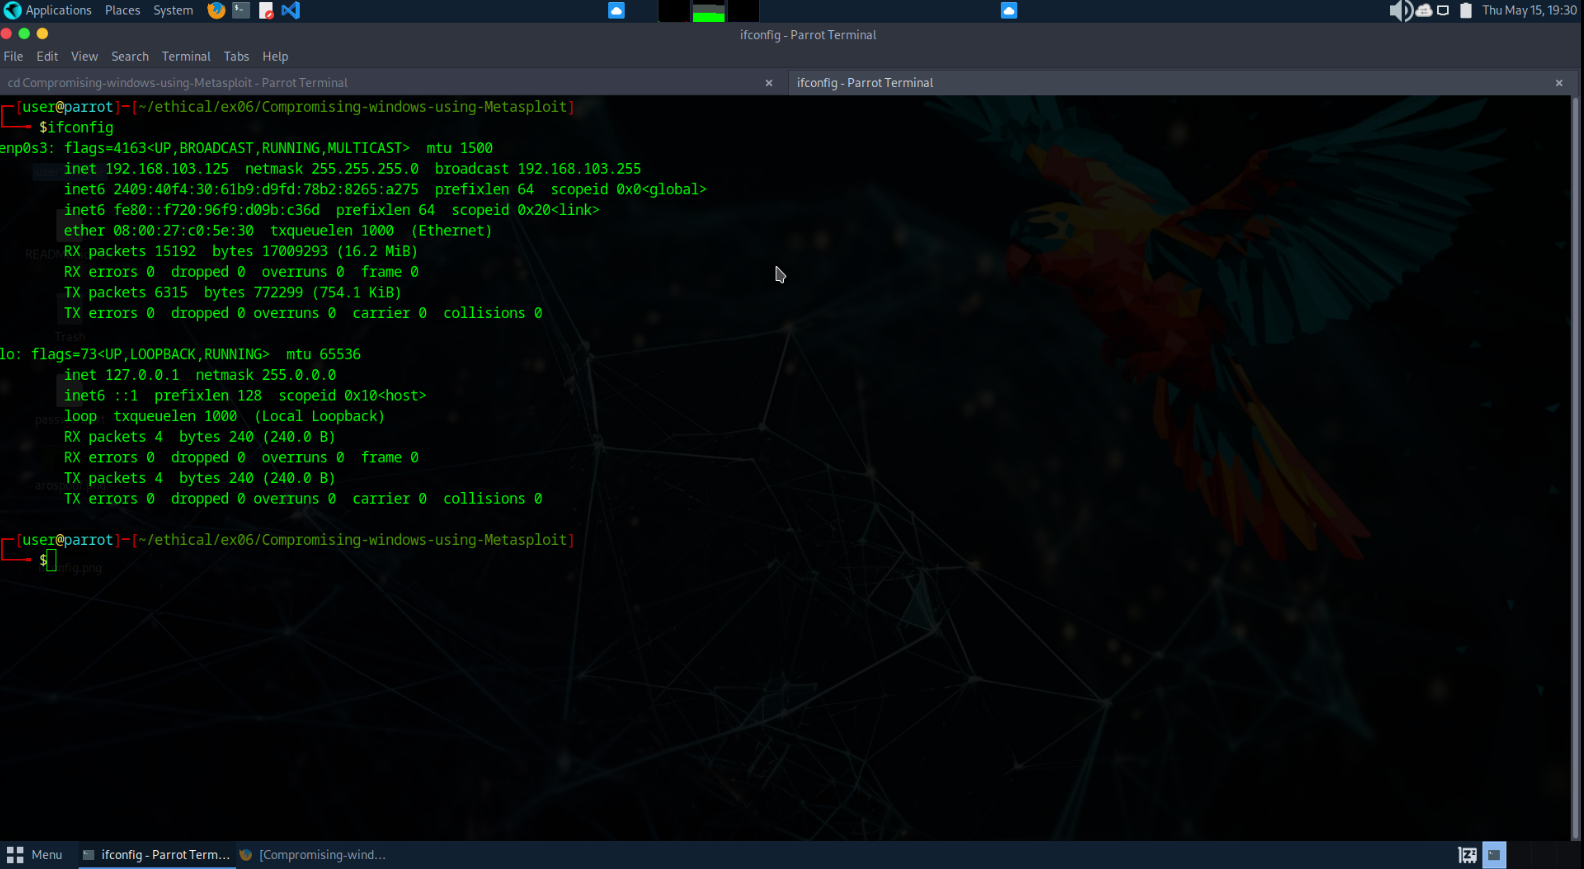 Applications Places System Thu May 15, 19:30
ifconfig - Parrot Terminal
File Edit View Search Terminal Tabs Help
cd Compromising-windows-using-Metasploit - Parrot Terminal × ifconfig - Parrot Terminal ×
┌─[user@parrot]─[~/ethical/ex06/Compromising-windows-using-Metasploit]
└──╼ $ifconfig
enp0s3: flags=4163<UP,BROADCAST,RUNNING,MULTICAST>  mtu 1500
inet 192.168.103.125  netmask 255.255.255.0  broadcast 192.168.103.255
inet6 2409:40f4:30:61b9:d9fd:78b2:8265:a275  prefixlen 64  scopeid 0x0<global>
inet6 fe80::f720:96f9:d09b:c36d  prefixlen 64  scopeid 0x20<link>
ether 08:00:27:c0:5e:30  txqueuelen 1000  (Ethernet)
RX packets 15192  bytes 17009293 (16.2 MiB)
RX errors 0  dropped 0  overruns 0  frame 0
TX packets 6315  bytes 772299 (754.1 KiB)
TX errors 0  dropped 0 overruns 0  carrier 0  collisions 0
lo: flags=73<UP,LOOPBACK,RUNNING>  mtu 65536
inet 127.0.0.1  netmask 255.0.0.0
inet6 ::1  prefixlen 128  scopeid 0x10<host>
loop  txqueuelen 1000  (Local Loopback)
RX packets 4  bytes 240 (240.0 B)
RX errors 0  dropped 0  overruns 0  frame 0
TX packets 4  bytes 240 (240.0 B)
TX errors 0  dropped 0 overruns 0  carrier 0  collisions 0
Trash
┌─[user@parrot]─[~/ethical/ex06/Compromising-windows-using-Metasploit]
└──╼ $
Menu ifconfig - Parrot Term... [Compromising-wind...